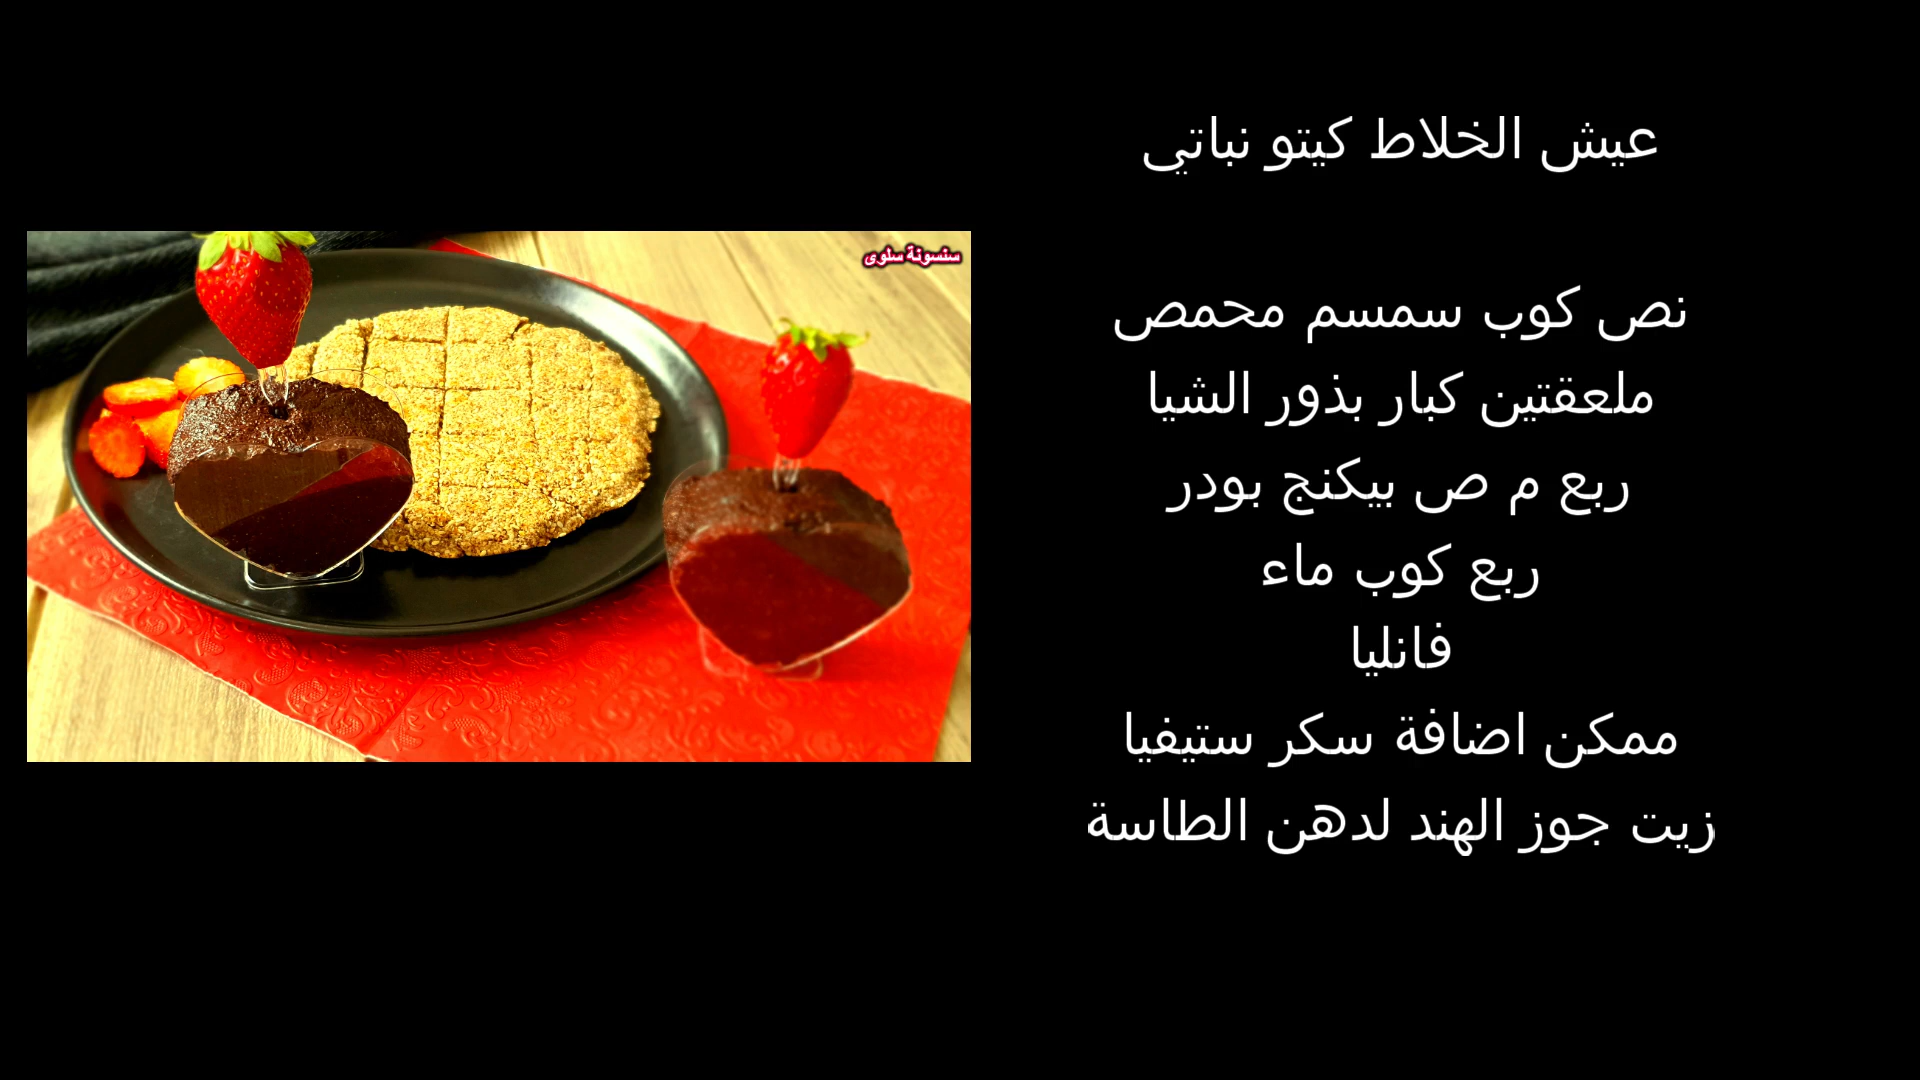 سنسونة سلوى
عيش الخلاط كيتو نباتي
نص كوب سمسم محمص
ملعقتين كبار بذور الشيا
ربع م ص بيكنج بودر
ربع كوب ماء
فانليا
ممكن اضافة سكر ستيفيا
زيت جوز الهند لدهن الطاسة